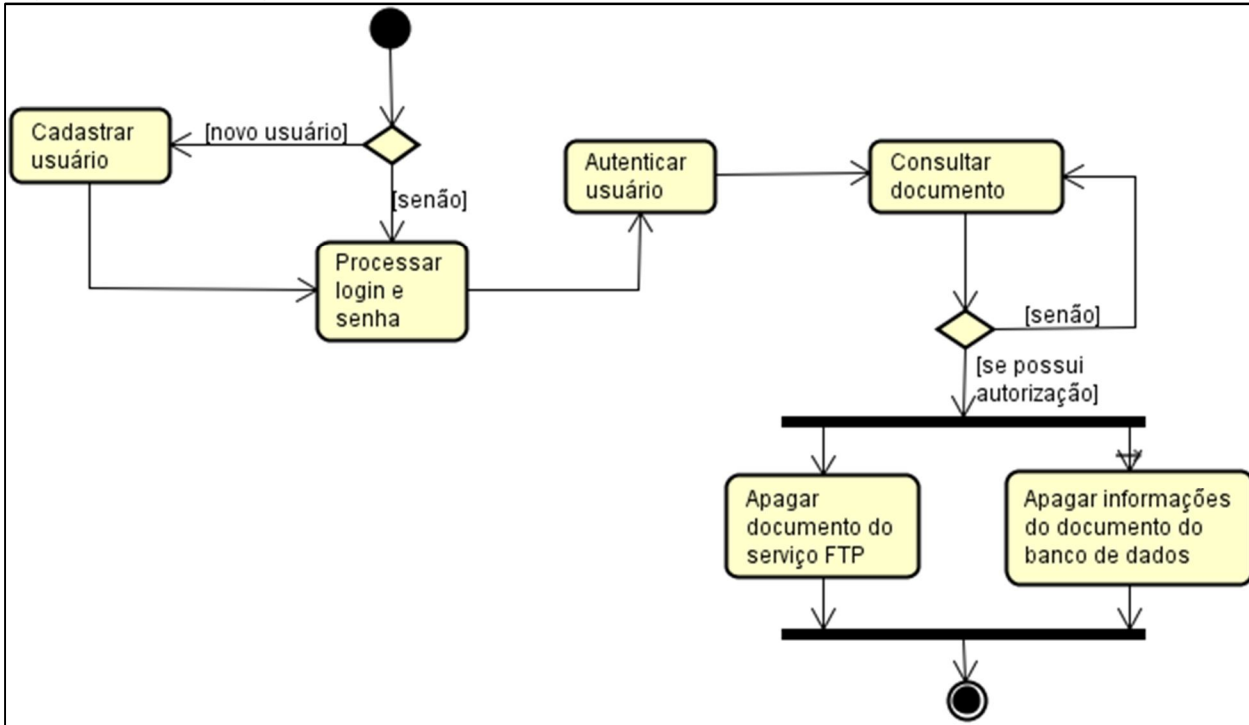 Cadastrar
usuário
[novo usuário]
[senão]
Processar
login e
senha
Autenticar
usuário
Consultar
documento
[senão]
[se possui
autorização]
Apagar
documento do
serviço FTP
Apagar informações
do documento do
banco de dados